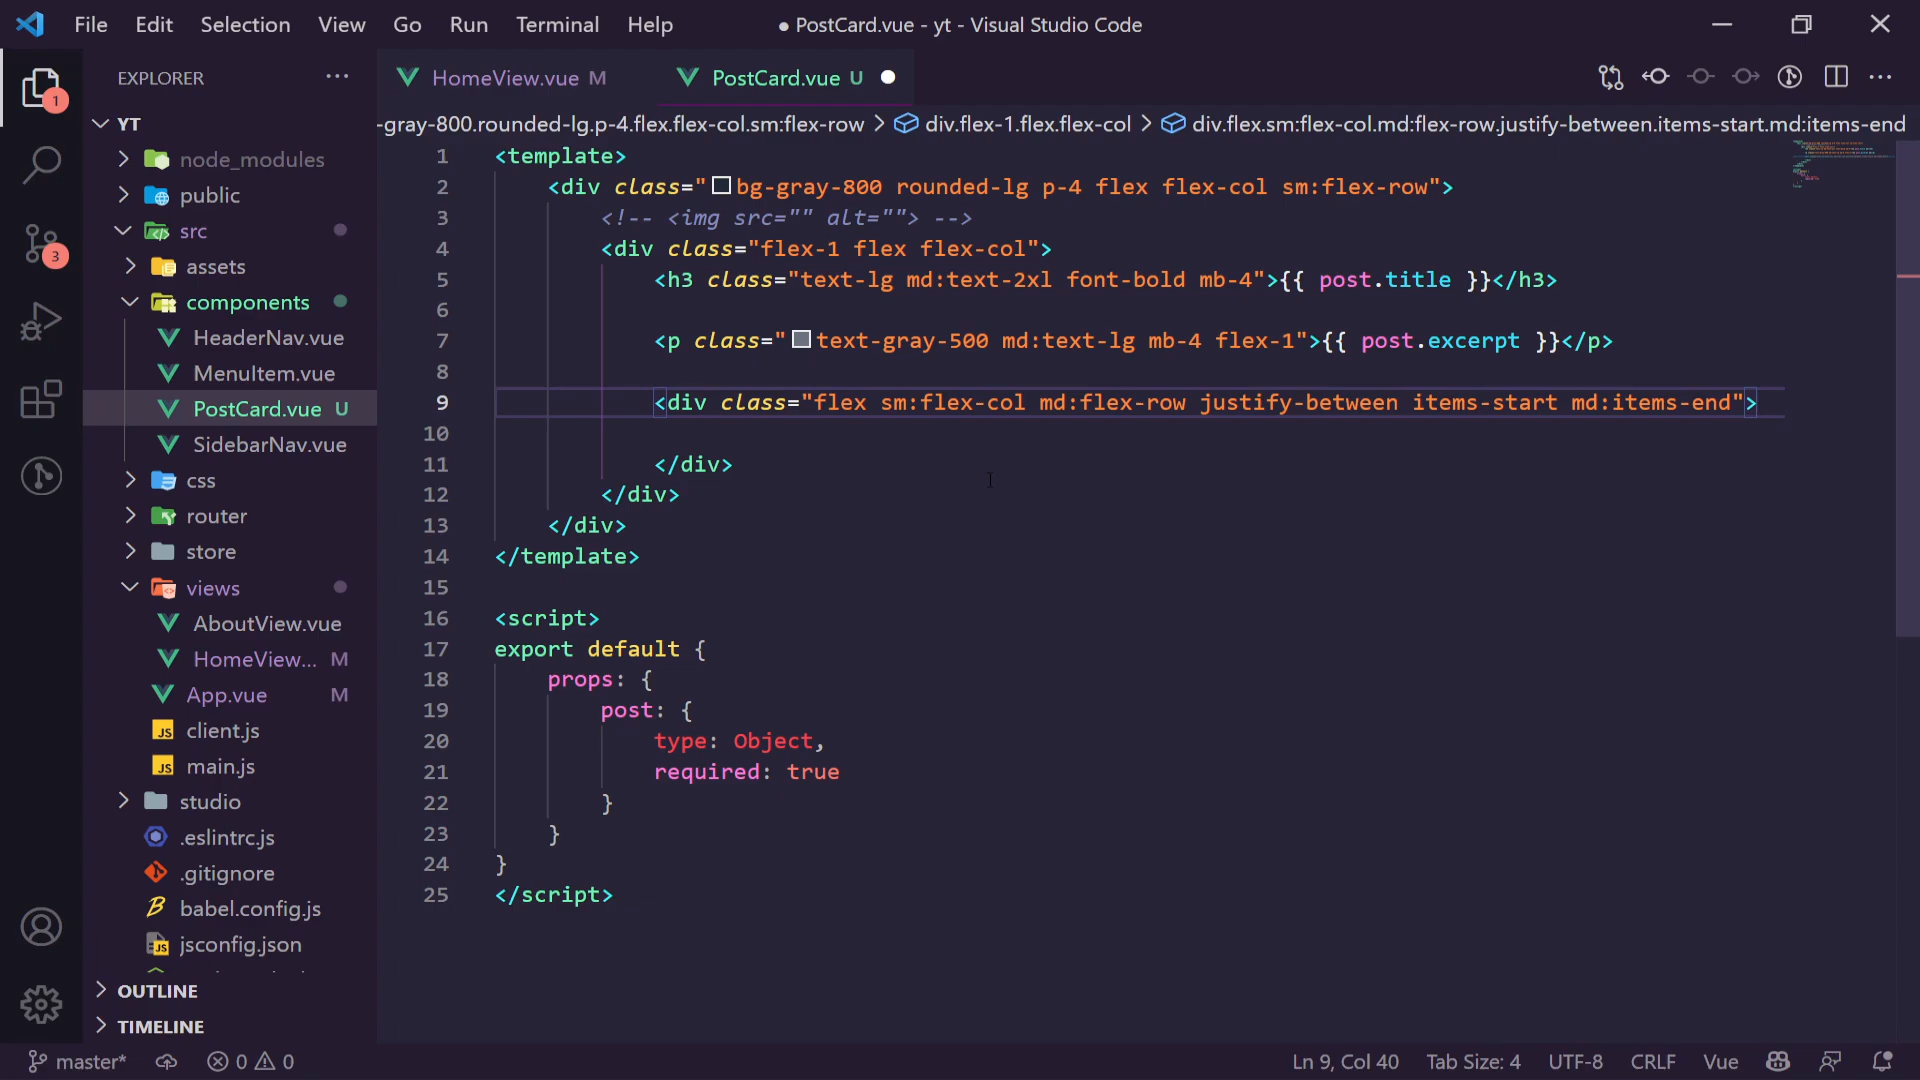 File Edit Selection View Go Run Terminal Help
● PostCard.vue - yt - Visual Studio Code
EXPLORER
HomeView.vue M
PostCard.vue U
1
3
-gray-800.rounded-lg.p-4.flex.flex-col.sm:flex-row > div.flex-1.flex.flex-col > div.flex.sm:flex-col.md:flex-row.justify-between.items-start.md:items-end
YT
node_modules
public
src
assets
components
HeaderNav.vue
MenuItem.vue
PostCard.vue U
SidebarNav.vue
css
router
store
views
AboutView.vue
HomeView... M
App.vue M
JS client.js
JS main.js
studio
.eslintrc.js
.gitignore
babel.config.js
JS jsconfig.json
OUTLINE
TIMELINE
1 <template>
2 <div class="bg-gray-800 rounded-lg p-4 flex flex-col sm:flex-row">
3 <!-- <img src="" alt=""> -->
4 <div class="flex-1 flex flex-col">
5 <h3 class="text-lg md:text-2xl font-bold mb-4">{{ post.title }}</h3>
6
7 <p class="text-gray-500 md:text-lg mb-4 flex-1">{{ post.excerpt }}</p>
8
9 <div class="flex sm:flex-col md:flex-row justify-between items-start md:items-end">
10
11 </div>
12 </div>
13 </div>
14 </template>
15
16 <script>
17 export default {
18 props: {
19 post: {
20 type: Object,
21 required: true
22 }
23 }
24 }
25 </script>
master* 0 0
Ln 9, Col 40 Tab Size: 4 UTF-8 CRLF Vue